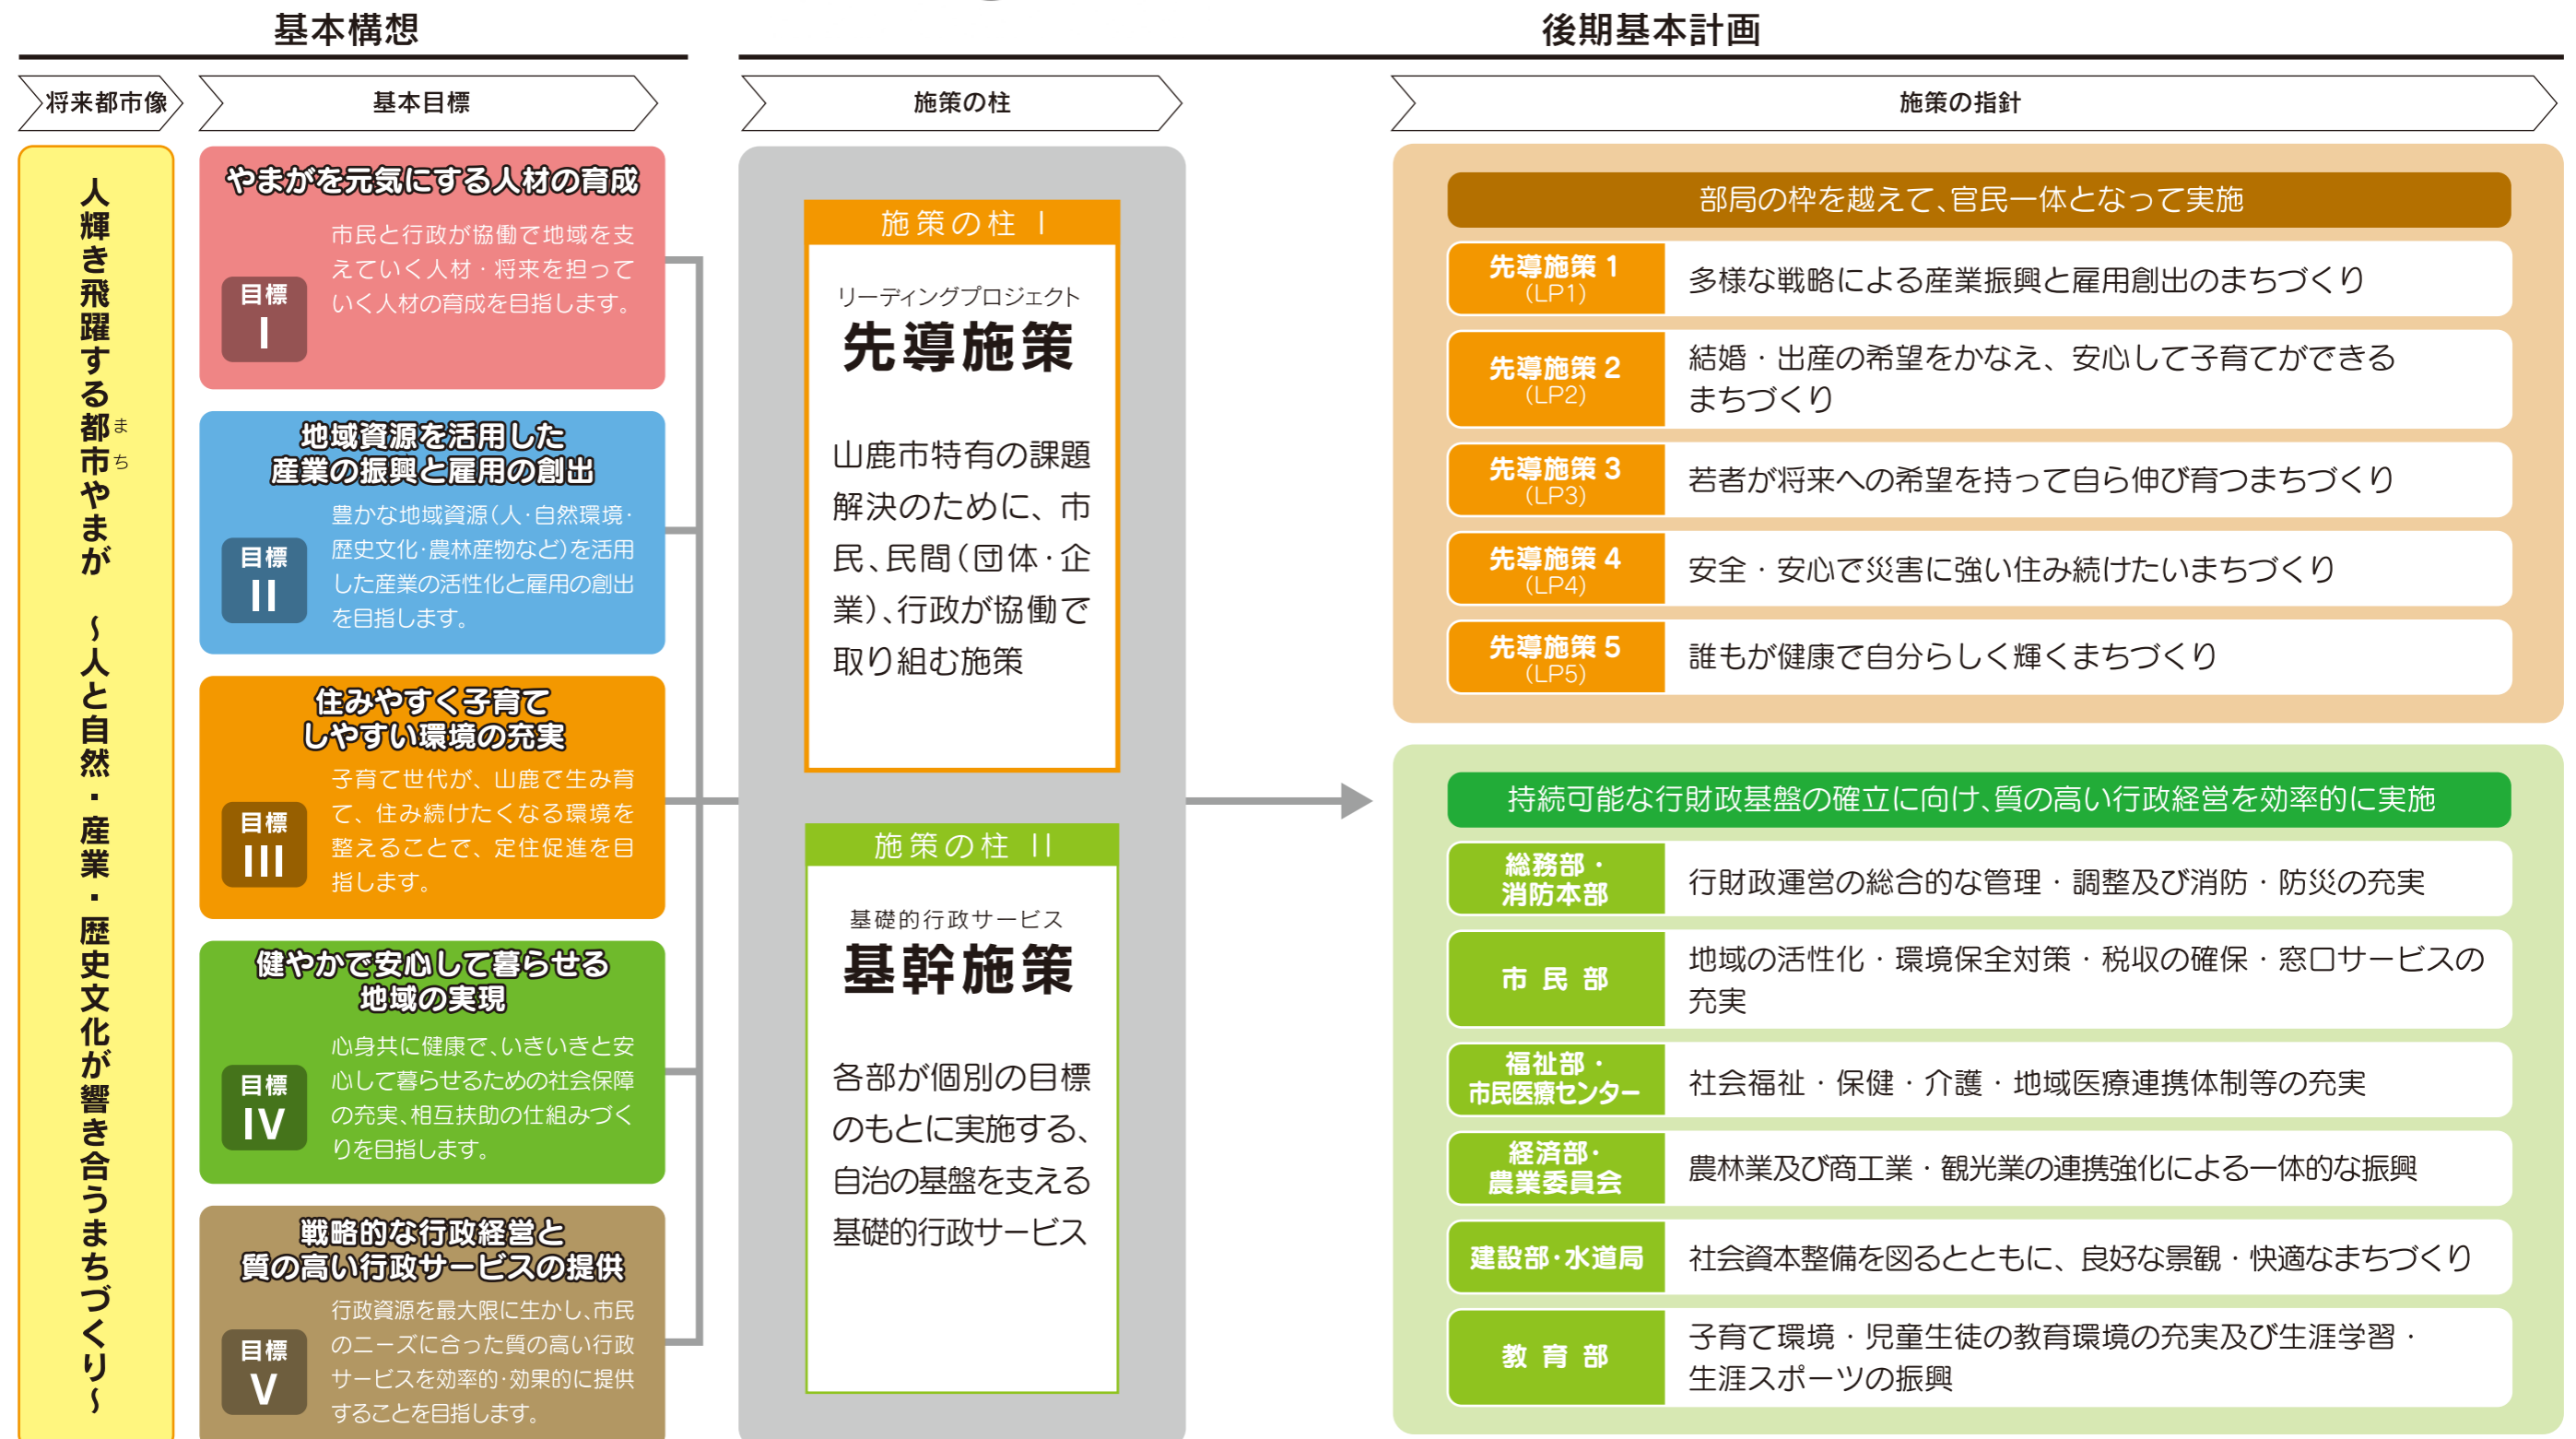 基本構想
後期基本計画
将来都市像
基本目標
施策の柱
施策の指針
人輝き飛躍する都市やまが ～人と自然・産業・歴史文化が響き合うまちづくり～
まち
やまがを元気にする人材の育成
目標
I
市民と行政が協働で地域を支
えていく人材・将来を担って
いく人材の育成を目指します。
地域資源を活用した
産業の振興と雇用の創出
目標
II
豊かな地域資源(人・自然環境・
歴史文化・農林産物など)を活用
した産業の活性化と雇用の創出
を目指します。
住みやすく子育て
しやすい環境の充実
目標
III
子育て世代が、山鹿で生み育
て、住み続けたくなる環境を
整えることで、定住促進を目
指します。
健やかで安心して暮らせる
地域の実現
目標
IV
心身共に健康で、いきいきと安
心して暮らせるための社会保障
の充実、相互扶助の仕組みづく
りを目指します。
戦略的な行政経営と
質の高い行政サービスの提供
目標
V
行政資源を最大限に生かし、市民
のニーズに合った質の高い行政
サービスを効率的・効果的に提供
することを目指します。
施策の柱 I
リーディングプロジェクト
先導施策
山鹿市特有の課題
解決のために、市
民、民間(団体・企
業)、行政が協働で
取り組む施策
施策の柱 II
基礎的行政サービス
基幹施策
各部が個別の目標
のもとに実施する、
自治の基盤を支える
基礎的行政サービス
部局の枠を越えて、官民一体となって実施
先導施策 1
(LP1)
多様な戦略による産業振興と雇用創出のまちづくり
先導施策 2
(LP2)
結婚・出産の希望をかなえ、安心して子育てができる
まちづくり
先導施策 3
(LP3)
若者が将来への希望を持って自ら伸び育つまちづくり
先導施策 4
(LP4)
安全・安心で災害に強い住み続けたいまちづくり
先導施策 5
(LP5)
誰もが健康で自分らしく輝くまちづくり
持続可能な行財政基盤の確立に向け、質の高い行政経営を効率的に実施
総務部・
消防本部
行財政運営の総合的な管理・調整及び消防・防災の充実
市民部
地域の活性化・環境保全対策・税収の確保・窓口サービスの
充実
福祉部・
市民医療センター
社会福祉・保健・介護・地域医療連携体制等の充実
経済部・
農業委員会
農林業及び商工業・観光業の連携強化による一体的な振興
建設部・水道局
社会資本整備を図るとともに、良好な景観・快適なまちづくり
教育部
子育て環境・児童生徒の教育環境の充実及び生涯学習・
生涯スポーツの振興